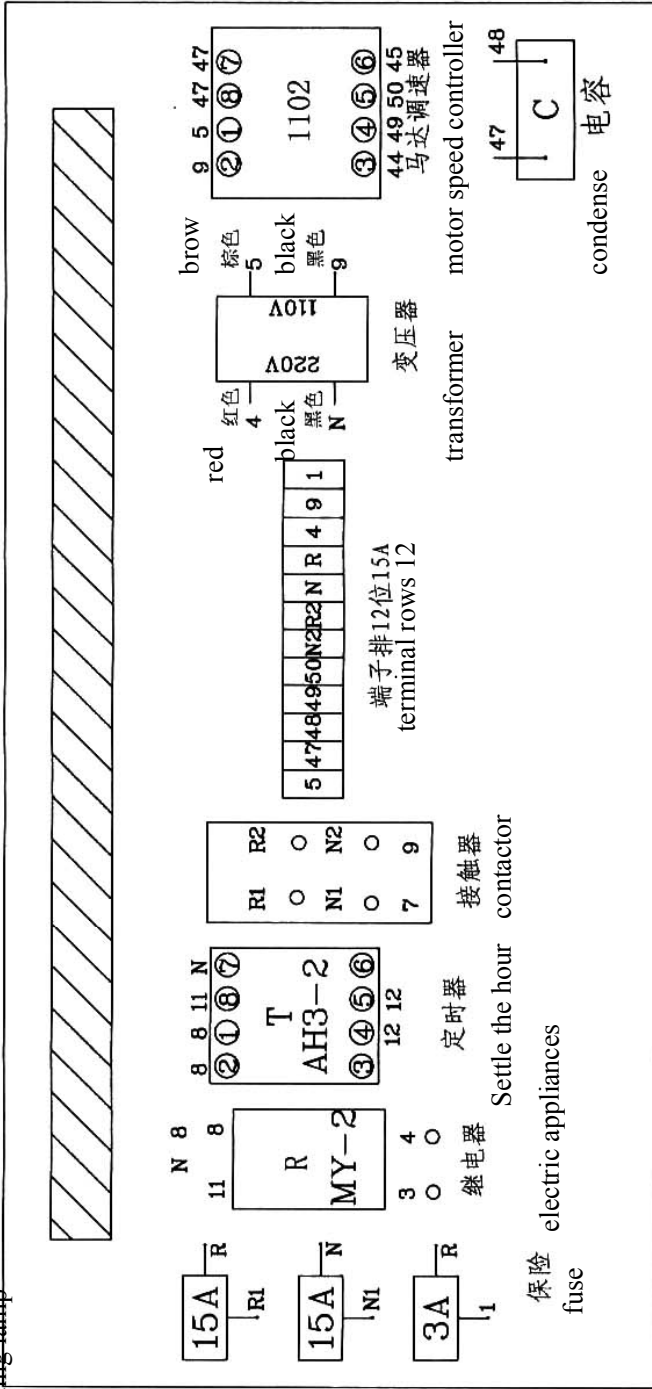 ing lamp
15A
R
R1
15A
N
N1
3A
R
1
保险
fuse
N 8
11 8
R
MY-2
3 4
继电器
electric appliances
8 8 11 N
② ① ⑧ ⑦
T
AH3-2
③ ④ ⑤ ⑥
12 12
定时器
Settle the hour
R1 R2
N1 N2
7 9
接触器
contactor
5 47 48 49 50 N2 R2 N R 4 9 1
端子排12位15A
terminal rows 12
red
brow
红色
棕色
4
5
220V 110V
black
black
黑色
黑色
N
9
变压器
transformer
9 5 47 47
② ① ⑧ ⑦
1102
③ ④ ⑤ ⑥
44 49 50 45
马达调速器
motor speed controller
47 48
C
电容
condense